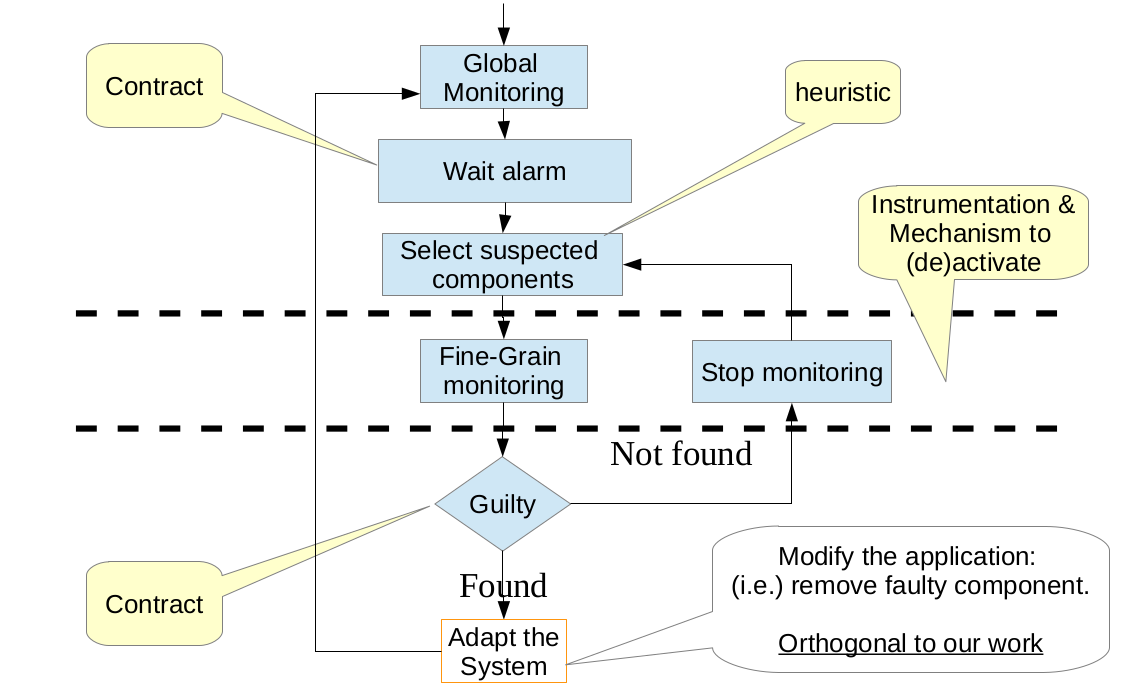 Global
Monitoring
Contract
heuristic
Wait alarm
Instrumentation &
Mechanism to
(de)activate
Select suspected
components
Fine-Grain
monitoring
Stop monitoring
Not found
Guilty
Found
Contract
Modify the application:
(i.e.) remove faulty component.
Orthogonal to our work
Adapt the
System